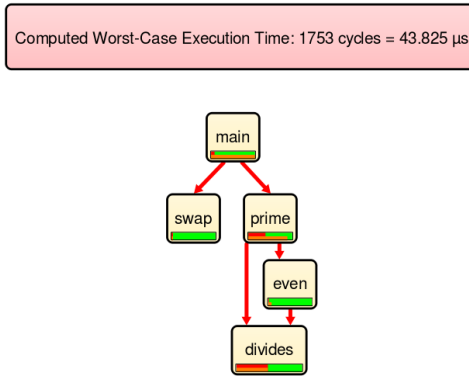 Computed Worst-Case Execution Time: 1753 cycles = 43.825 µs
main
swap
prime
even
divides